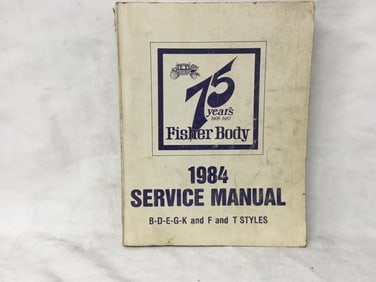 75
years
1908-1983
Fisher Body
1984
SERVICE MANUAL
B-D-E-G-K and F and T STYLES